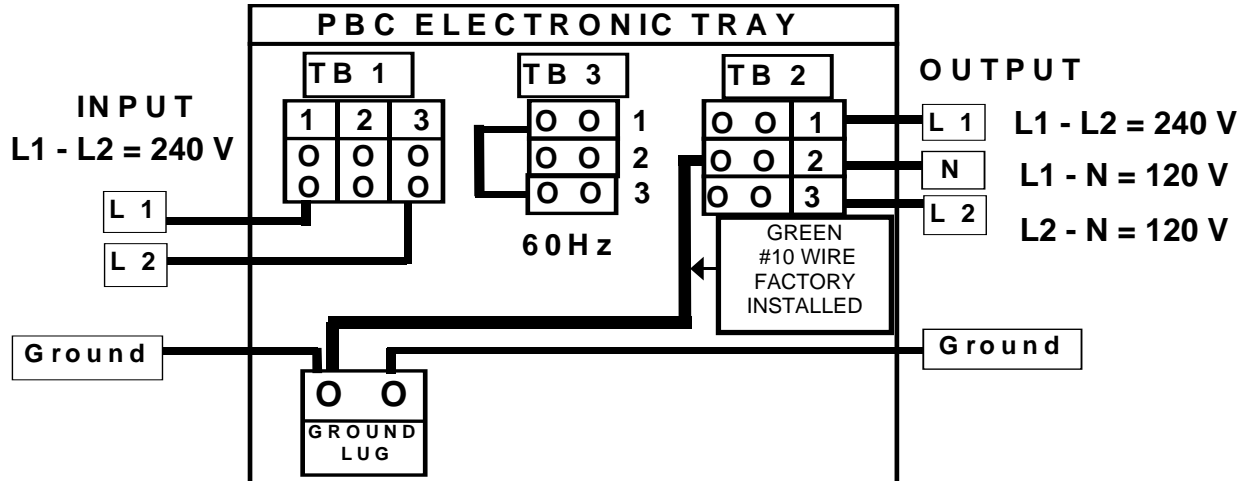 PBC ELECTRONIC TRAY
INPUT
L1 - L2 = 240 V
L 1
L 2
Ground
TB 1
1 2 3
O O O
O O O
TB 3
O O 1
O O 2
O O 3
60Hz
TB 2
O O 1
O O 2
O O 3
GREEN
#10 WIRE
FACTORY
INSTALLED
O O
GROUND
LUG
OUTPUT
L 1
N
L 2
L1 - L2 = 240 V
L1 - N = 120 V
L2 - N = 120 V
Ground